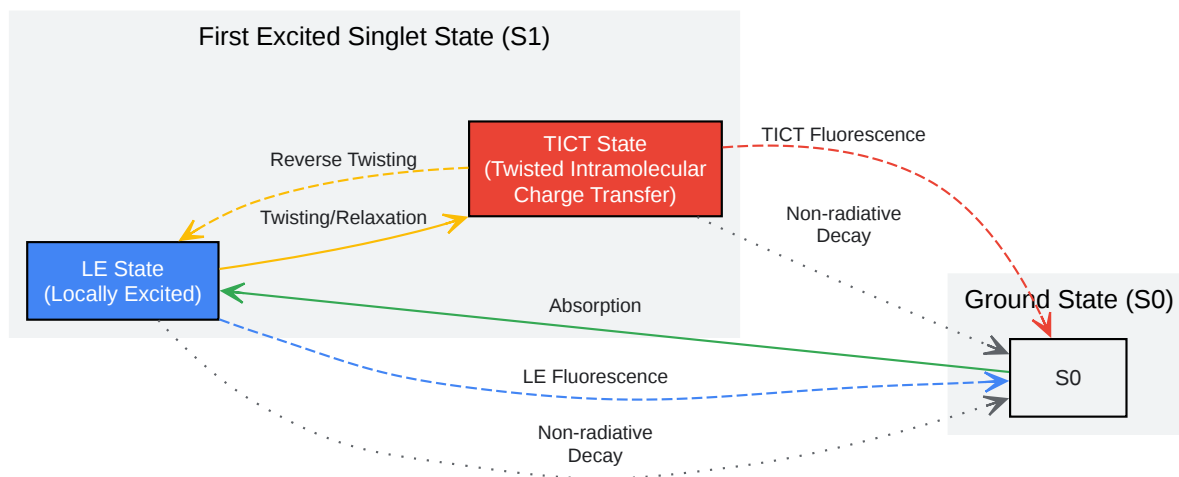 First Excited Singlet State (S1)
TICT State
(Twisted Intramolecular
Charge Transfer)
TICT Fluorescence
Reverse Twisting
Twisting/Relaxation
Non-radiative
Decay
LE State
(Locally Excited)
Absorption
Ground State (S0)
S0
LE Fluorescence
Non-radiative
Decay